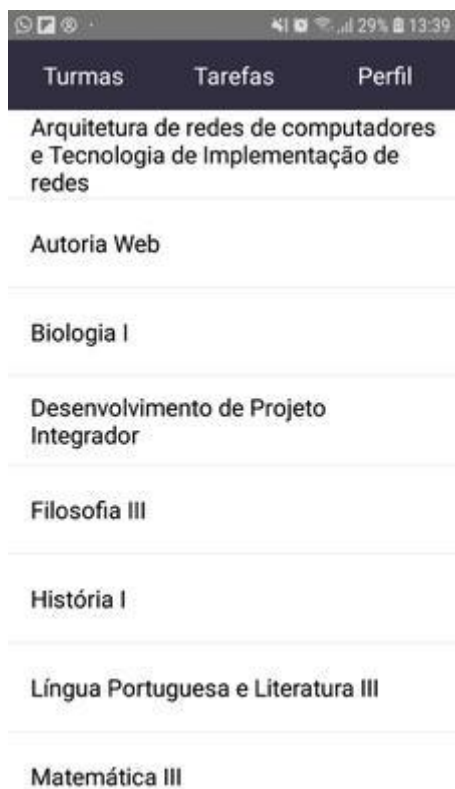 29% 13:39
Turmas Tarefas Perfil
Arquitetura de redes de computadores
e Tecnologia de Implementação de
redes
Autoria Web
Biologia I
Desenvolvimento de Projeto
Integrador
Filosofia III
História I
Língua Portuguesa e Literatura III
Matemática III